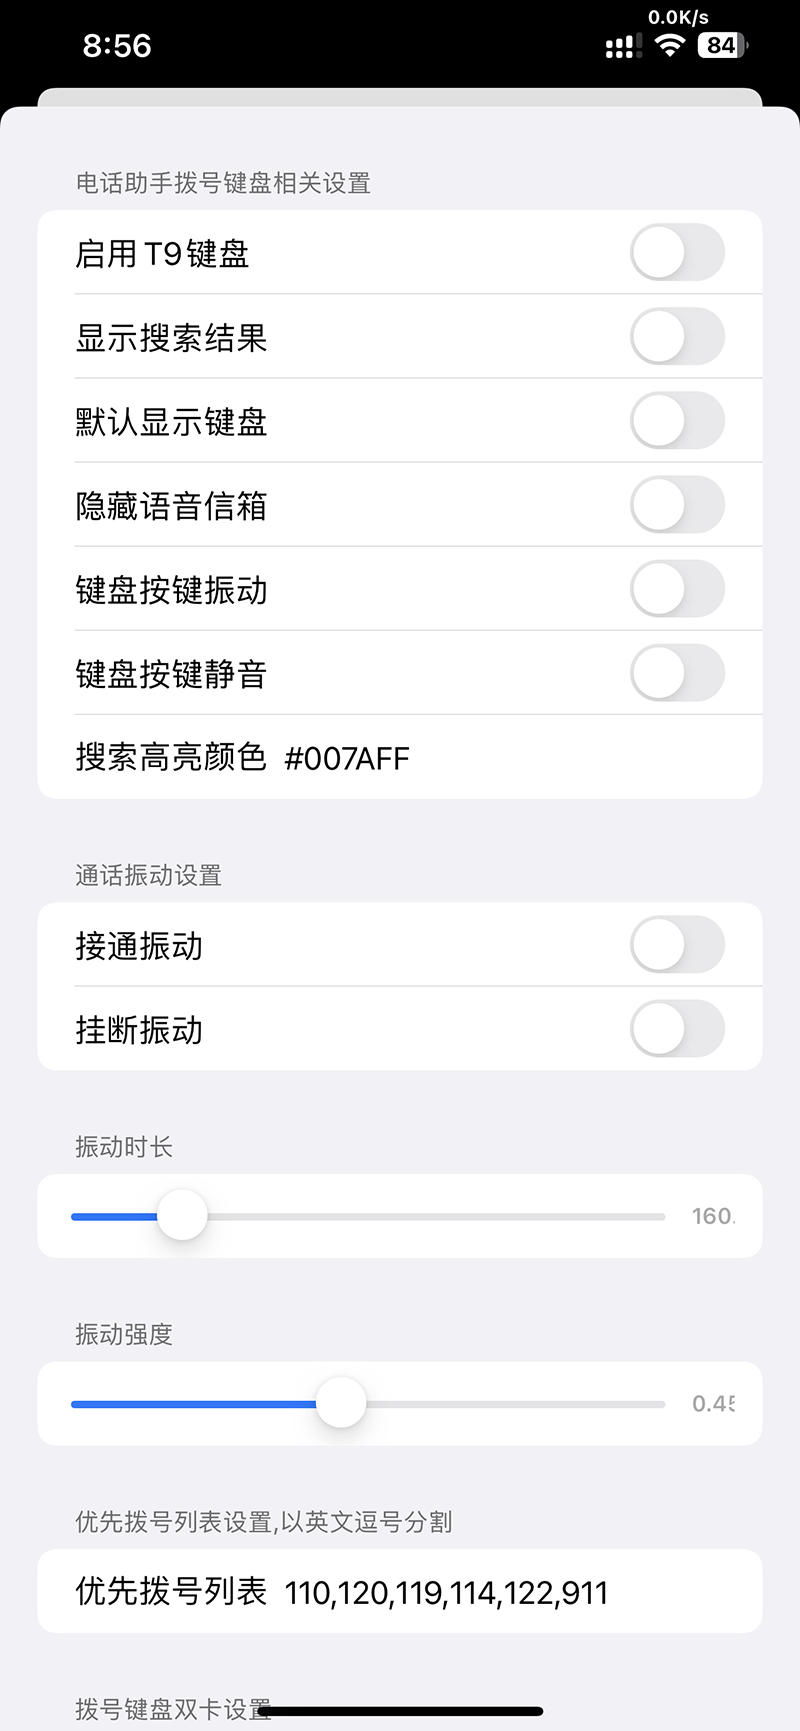 0.0K/s
8:56
84
电话助手拨号键盘相关设置
启用T9键盘
显示搜索结果
默认显示键盘
隐藏语音信箱
键盘按键振动
键盘按键静音
搜索高亮颜色 #007AFF
通话振动设置
接通振动
挂断振动
振动时长
160.
振动强度
0.45
优先拨号列表设置,以英文逗号分割
优先拨号列表 110,120,119,114,122,911
拨号键盘双卡设置